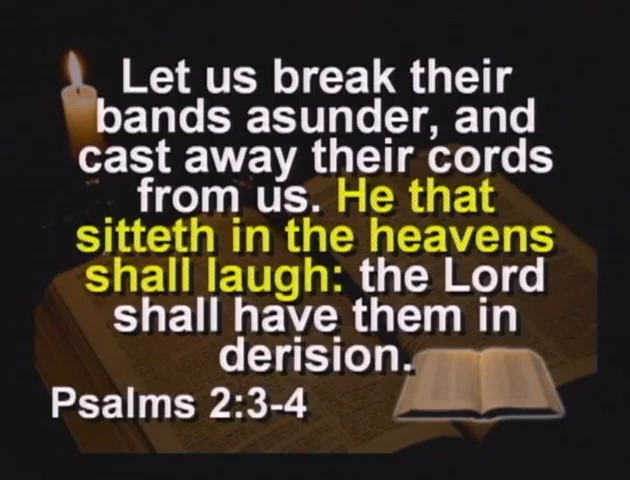 Let us break their
bands asunder, and
cast away their cords
from us. He that
sitteth in the heavens
shall laugh: the Lord
shall have them in
derision.
Psalms 2:3-4